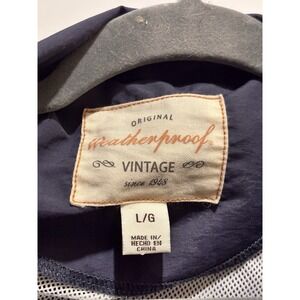 ORIGINAL
Weatherproof
VINTAGE
since 1948
L/G
MADE IN/
HECHO EN
CHINA